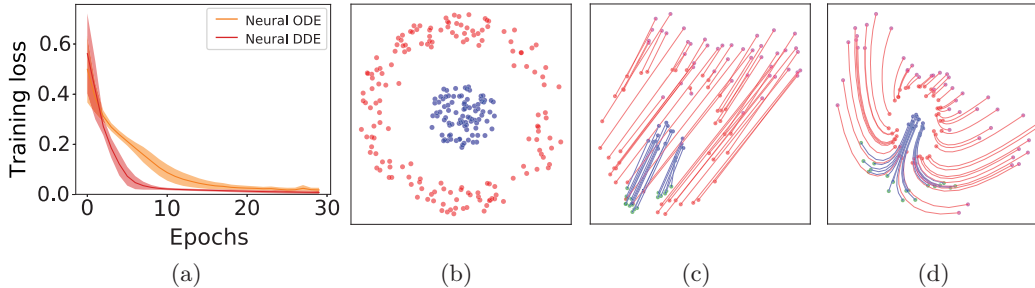 Training loss
0.6
0.4
0.2
0.0
0
10
20
30
Epochs
Neural ODE
Neural DDE
(a)
(b)
(c)
(d)